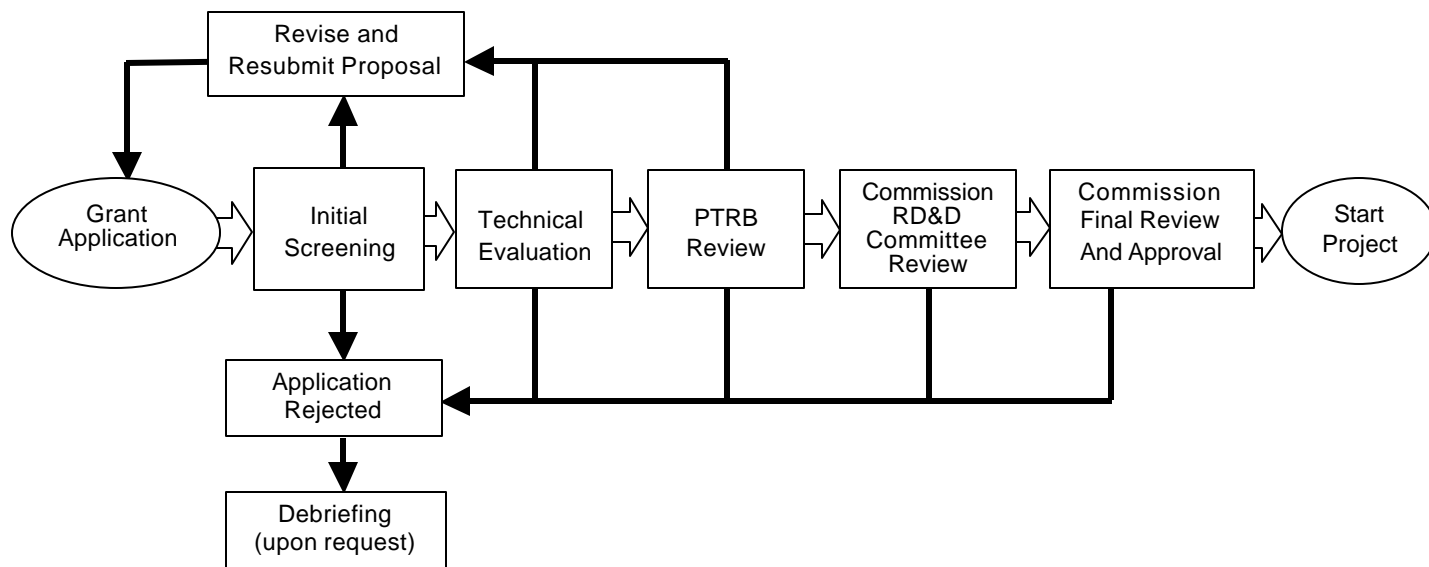 Revise and
Resubmit Proposal
Grant
Application
Initial
Screening
Technical
Evaluation
PTRB
Review
Commission
RD&D
Committee
Review
Commission
Final Review
And Approval
Start
Project
Application
Rejected
Debriefing
(upon request)